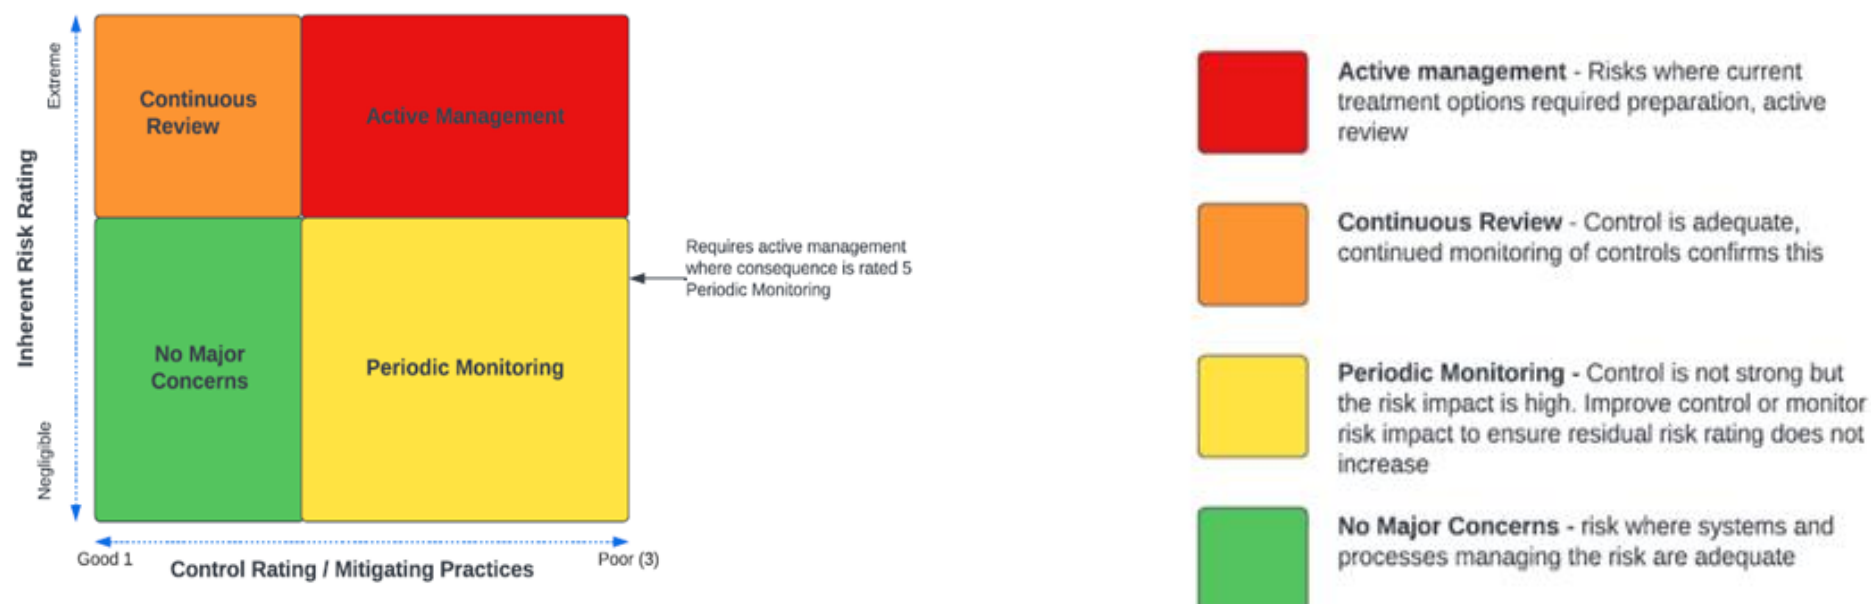 Extreme
Inherent Risk Rating
Negligible
Continuous
Review
Active Management
No Major
Concerns
Periodic Monitoring
Requires active management
where consequence is rated 5
Periodic Monitoring
Good 1
Poor (3)
Control Rating / Mitigating Practices
Active management - Risks where current
treatment options required preparation, active
review
Continuous Review - Control is adequate,
continued monitoring of controls confirms this
Periodic Monitoring - Control is not strong but
the risk impact is high. Improve control or monitor
risk impact to ensure residual risk rating does not
increase
No Major Concerns - risk where systems and
processes managing the risk are adequate